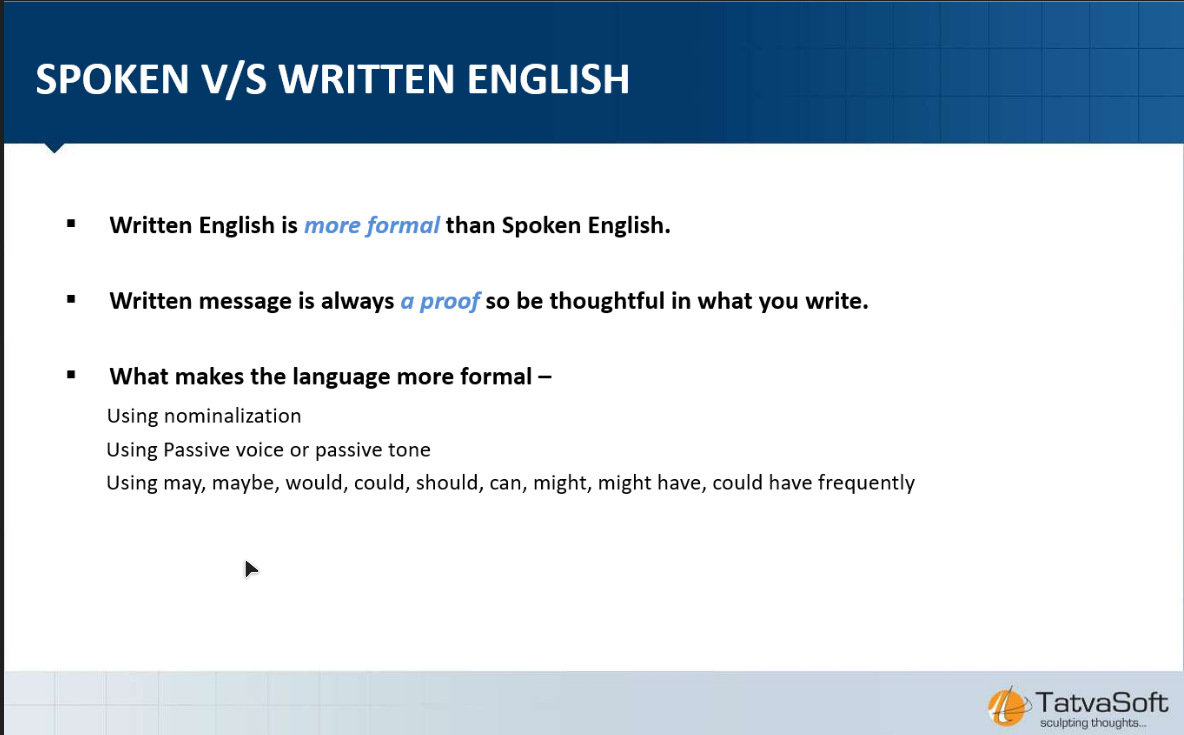 SPOKEN V/S WRITTEN ENGLISH
▪ Written English is more formal than Spoken English.
▪ Written message is always a proof so be thoughtful in what you write.
▪ What makes the language more formal –
Using nominalization
Using Passive voice or passive tone
Using may, maybe, would, could, should, can, might, might have, could have frequently
TatvaSoft
sculpting thoughts...